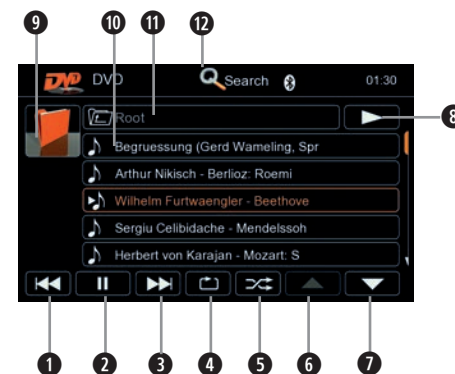 9 10 11 12
DVD DVD Search 01:30
Root
8
Begruessung (Gerd Wameling, Spr
Arthur Nikisch - Berlioz: Roemi
Wilhelm Furtwaengler - Beethove
Sergiu Celibidache - Mendelssoh
Herbert von Karajan - Mozart: S
1 2 3 4 5 6 7